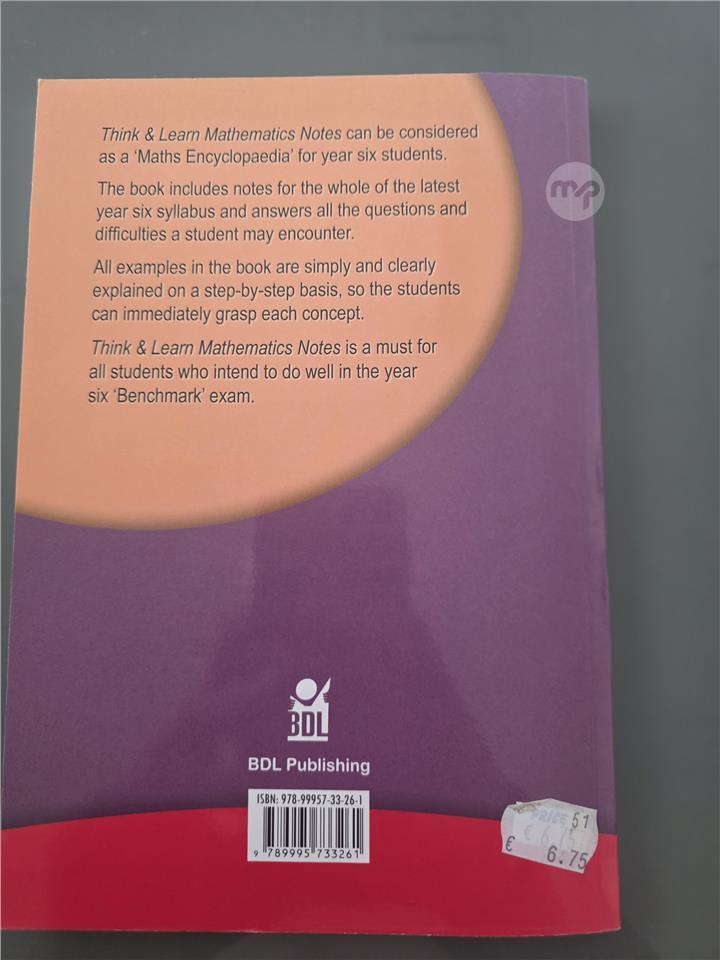 Think & Learn Mathematics Notes can be considered
as a 'Maths Encyclopaedia' for year six students.
The book includes notes for the whole of the latest
year six syllabus and answers all the questions and
difficulties a student may encounter.
All examples in the book are simply and clearly
explained on a step-by-step basis, so the students
can immediately grasp each concept.
Think & Learn Mathematics Notes is a must for
all students who intend to do well in the year
six 'Benchmark' exam.
mp
BDL
BDL Publishing
ISBN: 978-99957-33-26-1
9 789995 733261
PRICE 51
€ 6.75
€ 6.75